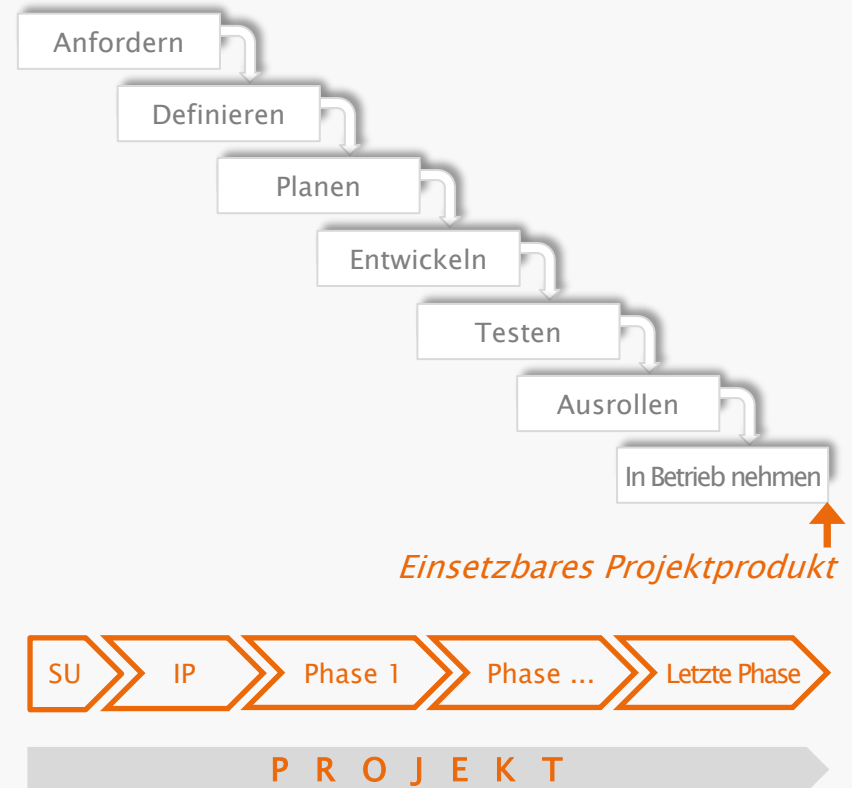 Anfordern
Definieren
Planen
Entwickeln
Testen
Ausrollen
In Betrieb nehmen
Einsetzbares Projektprodukt
SU IP Phase 1 Phase ... Letzte Phase
P R O J E K T